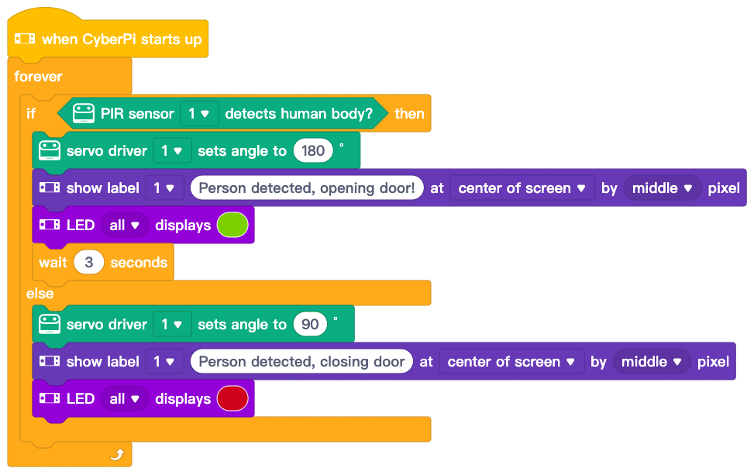 when CyberPi starts up
forever
if PIR sensor 1 detects human body? then
servo driver 1 sets angle to 180 °
show label 1 Person detected, opening door! at center of screen by middle pixel
LED all displays
wait 3 seconds
else
servo driver 1 sets angle to 90 °
show label 1 Person detected, closing door at center of screen by middle pixel
LED all displays